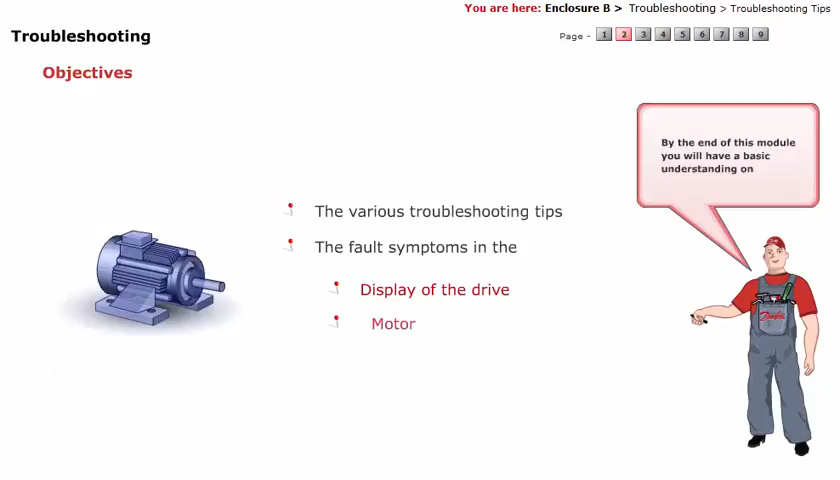 You are here: Enclosure B > Troubleshooting > Troubleshooting Tips
Troubleshooting
Page - 1 2 3 4 5 6 7 8 9
Objectives
By the end of this module
you will have a basic
understanding on
The various troubleshooting tips
The fault symptoms in the
Display of the drive
Motor
Danfoss